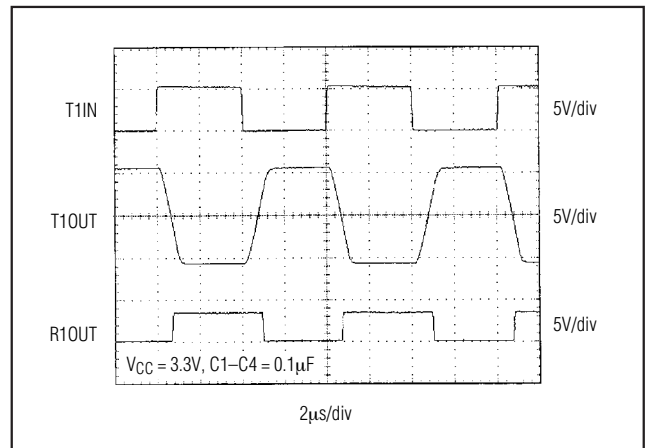 T1IN
5V/div
T1OUT
5V/div
R1OUT
5V/div
VCC = 3.3V, C1–C4 = 0.1μF
2μs/div